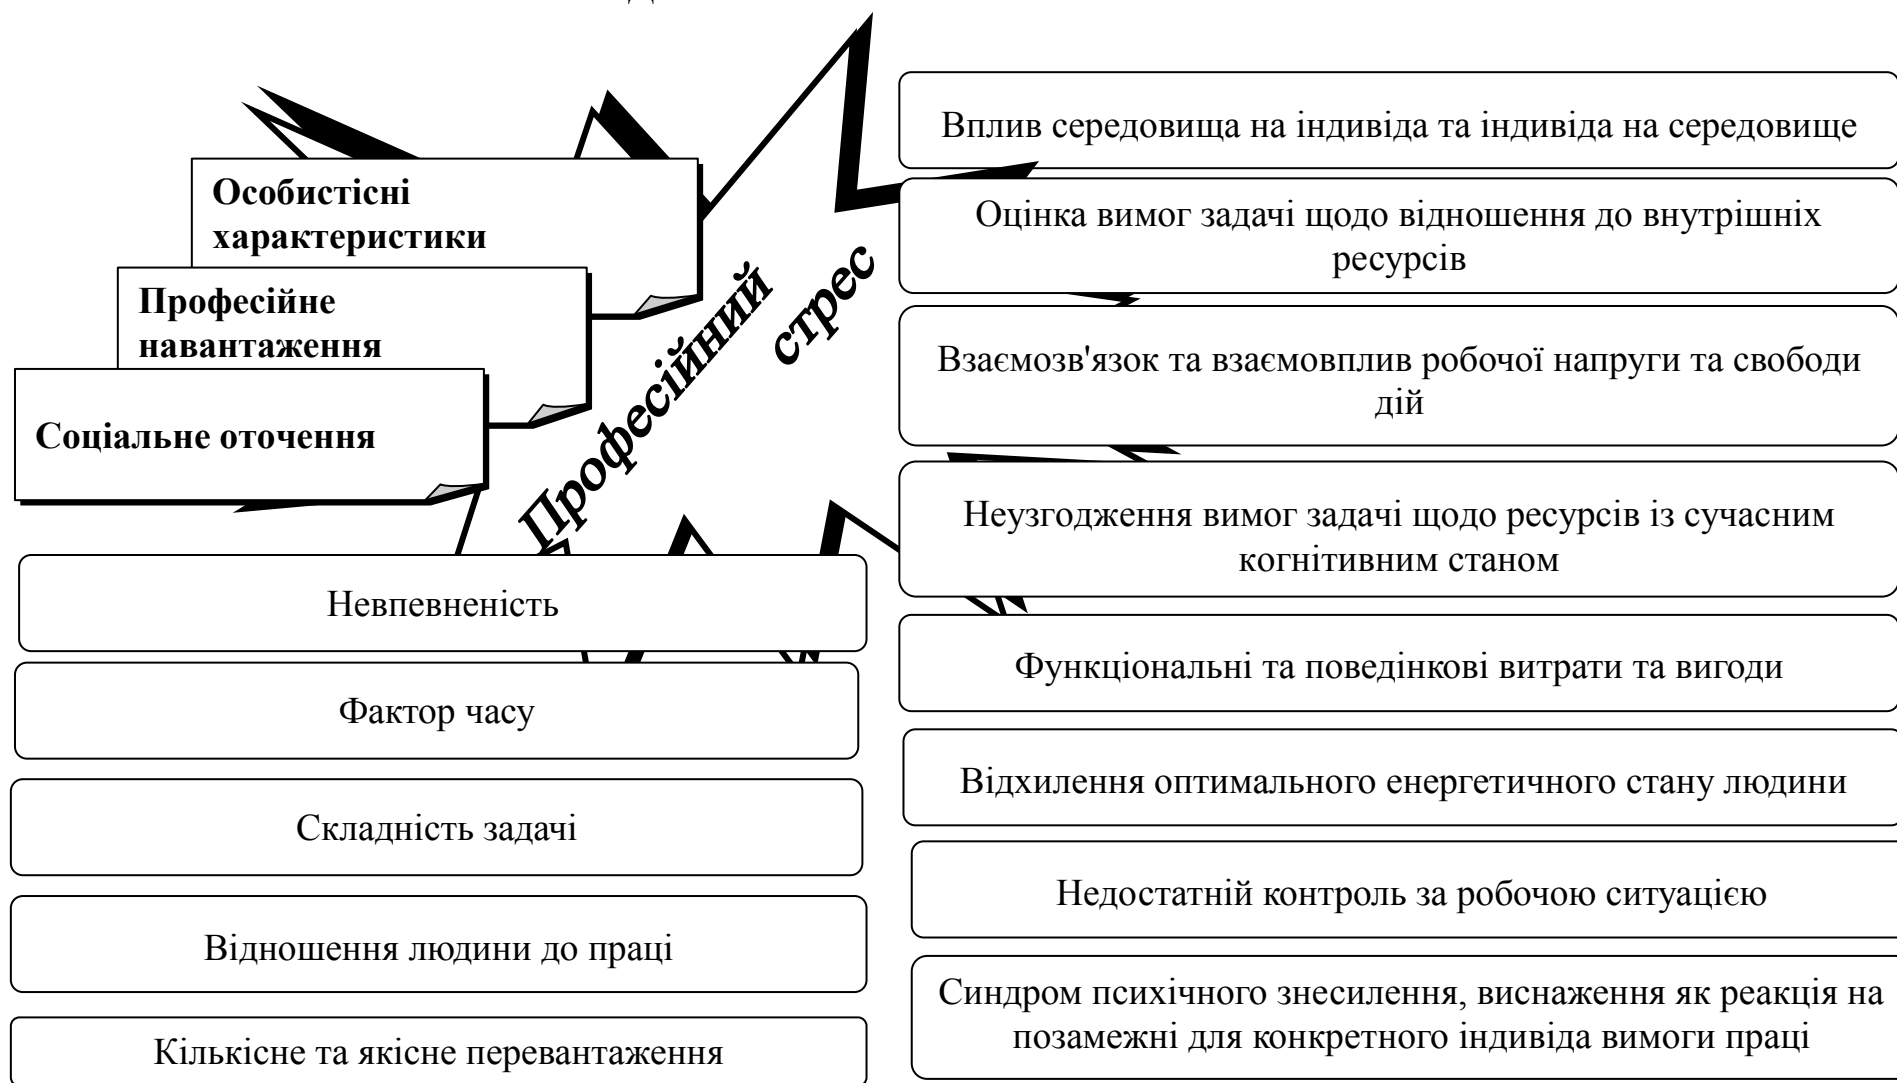 Особистісні
характеристики
Професійне
навантаження
Соціальне оточення
Професійний
стрес
Невпевненість
Фактор часу
Складність задачі
Відношення людини до праці
Кількісне та якісне перевантаження
Вплив середовища на індивіда та індивіда на середовище
Оцінка вимог задачі щодо відношення до внутрішніх
ресурсів
Взаємозв'язок та взаємовплив робочої напруги та свободи
дій
Неузгодження вимог задачі щодо ресурсів із сучасним
когнітивним станом
Функціональні та поведінкові витрати та вигоди
Відхилення оптимального енергетичного стану людини
Недостатній контроль за робочою ситуацією
Синдром психічного знесилення, виснаження як реакція на
позамежні для конкретного індивіда вимоги праці